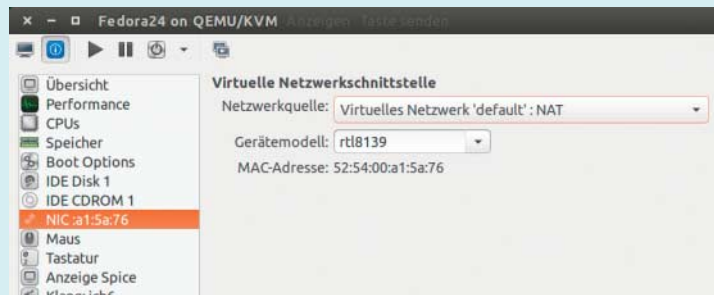 Fedora24 on QEMU/KVM Anzeigen Taste senden
Übersicht
Performance
CPUs
Speicher
Boot Options
IDE Disk 1
IDE CDROM 1
NIC :a1:5a:76
Maus
Tastatur
Anzeige Spice
Virtuelle Netzwerkschnittstelle
Netzwerkquelle: Virtuelles Netzwerk 'default' : NAT
Gerätemodell: rtl8139
MAC-Adresse: 52:54:00:a1:5a:76